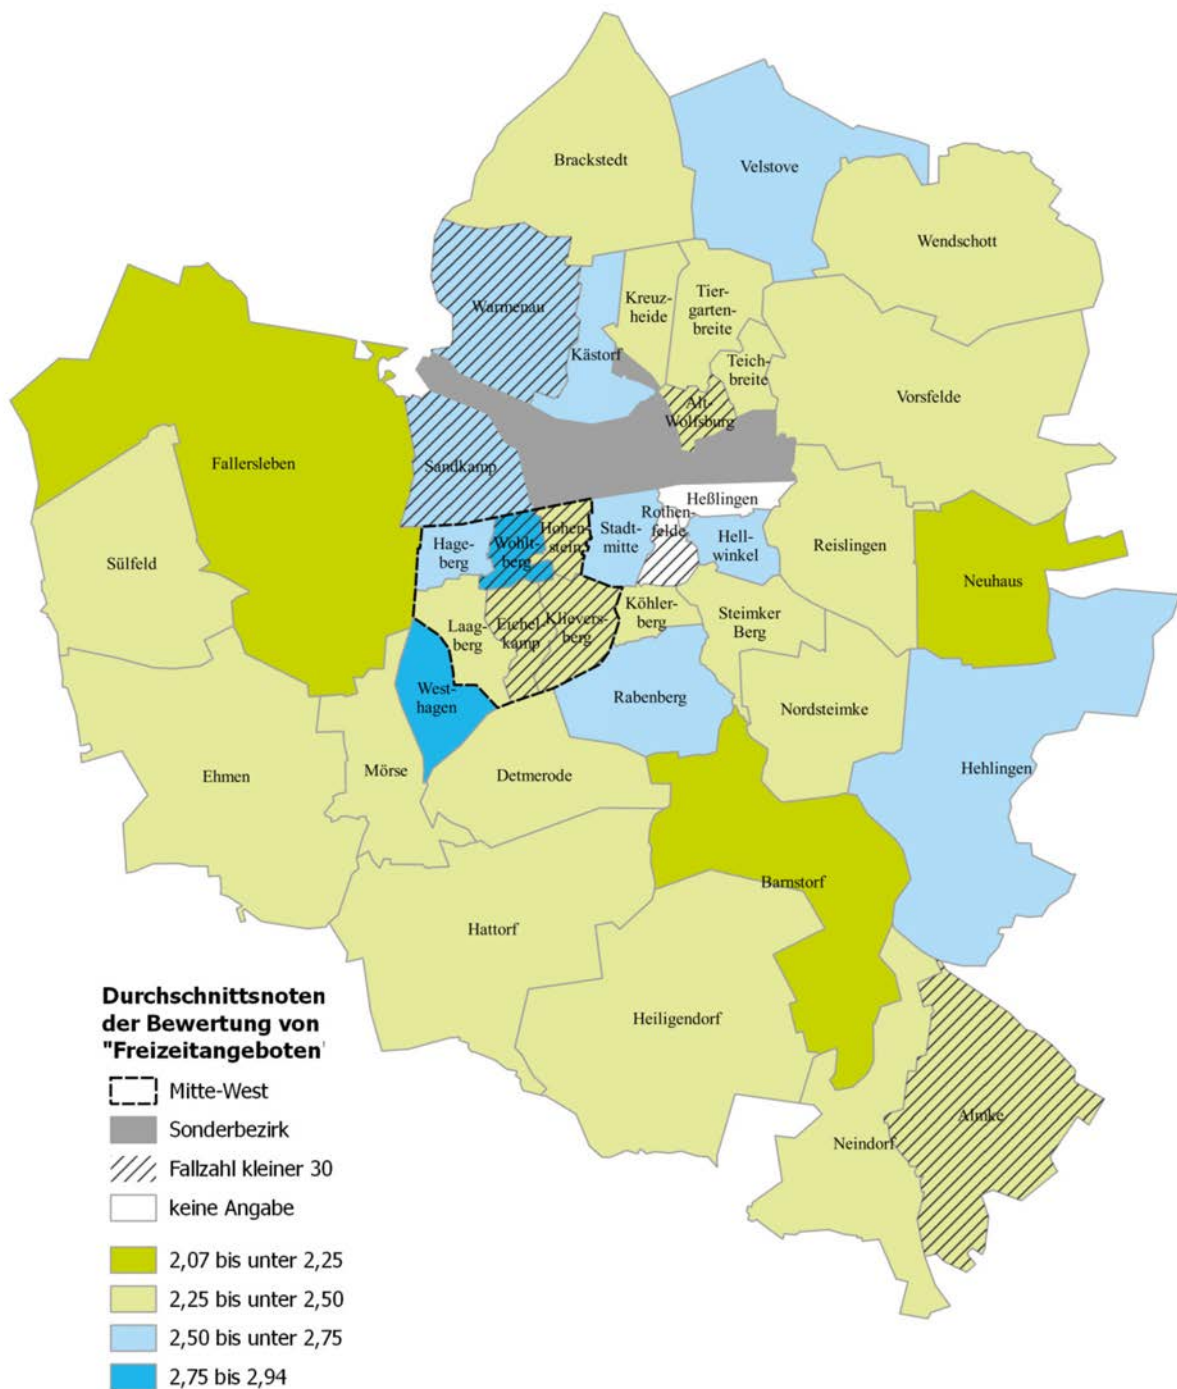 Brackstedt
Velstove
Wendschott
Warmenau
Kreuz-
heide
Tier-
garten-
breite
Kästorf
Teich-
breite
Vorsfelde
Alt-
Wolfsburg
Fallersleben
Sandkamp
Heßlingen
Rothen-
felde
Hell-
winkel
Stadt-
mitte
Hohen-
stein
Wohlt-
berg
Hage-
berg
Reislingen
Sülfeld
Neuhaus
Laag-
berg
Eichel-
kamp
Klievers-
berg
Köhler-
berg
Steimker
Berg
West-
hagen
Rabenberg
Nordsteimke
Ehmen
Mörse
Detmerode
Hehlingen
Barnstorf
Hattorf
Heiligendorf
Almke
Neindorf
Durchschnittsnoten
der Bewertung von
"Freizeitangeboten'
Mitte-West
Sonderbezirk
Fallzahl kleiner 30
keine Angabe
2,07 bis unter 2,25
2,25 bis unter 2,50
2,50 bis unter 2,75
2,75 bis 2,94